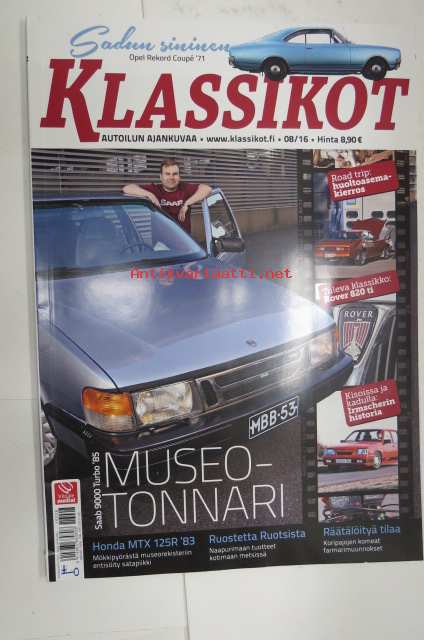 Sadun sininen
Opel Rekord Coupé '71
KLASSIKOT
AUTOILUN AJANKUVAA • www.klassikot.fi • 08/16 • Hinta 8,90 €
Road trip:
huoltoasema-
kierros
SAAB
Antikvariaatti.net
Tuleva klassikko:
Rover 820 ti
ROVER
Kisoissa ja
kadulla:
Irmscherin
historia
MBB-53
Saab 9000 Turbo '85
MUSEO-
TONNARI
Honda MTX 125R '83
Mökkipyörästä museorekisteriin
entisöity satapiikki
Ruostetta Ruotsista
Naapurimaan tuotteet
kotimaan metsissä
Räätälöityä tilaa
Koripajojen komeat
farmarimuunnokset